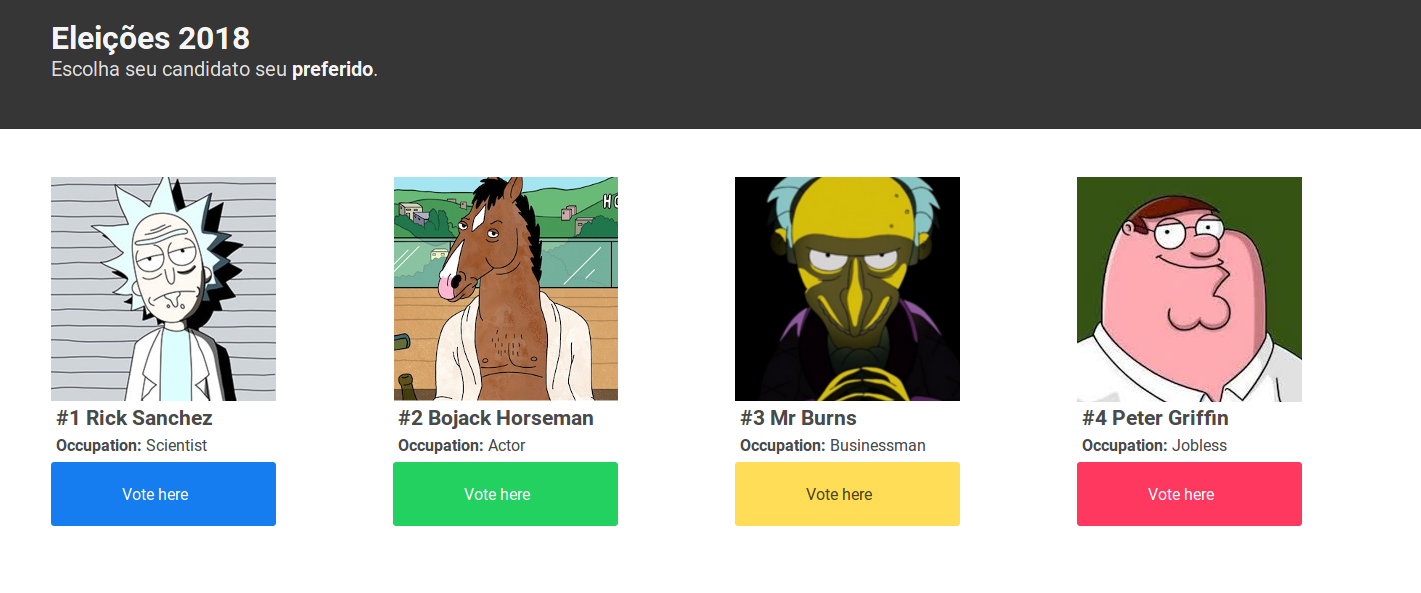 Eleições 2018
Escolha seu candidato seu preferido.
HO
#1 Rick Sanchez
Occupation: Scientist
Vote here
#2 Bojack Horseman
Occupation: Actor
Vote here
#3 Mr Burns
Occupation: Businessman
Vote here
#4 Peter Griffin
Occupation: Jobless
Vote here